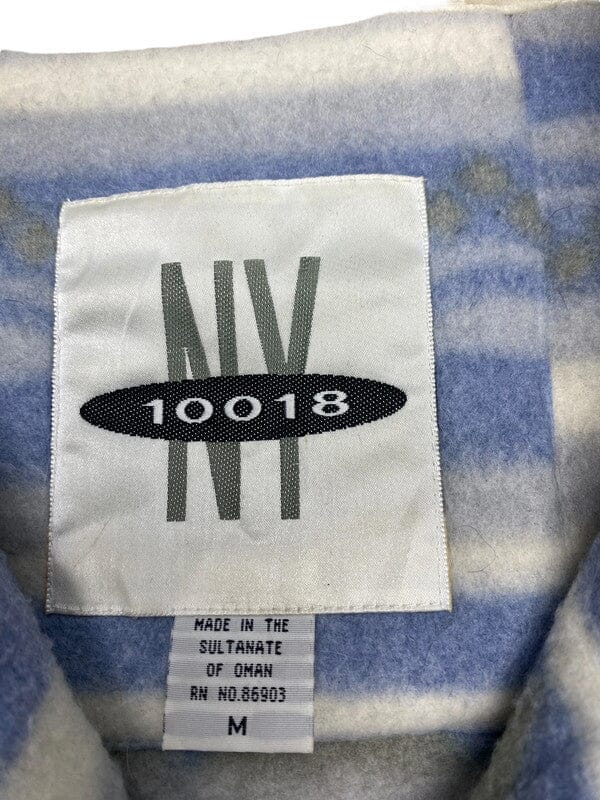 NY
10018
MADE IN THE
SULTANATE
OF OMAN
RN NO.86903
M